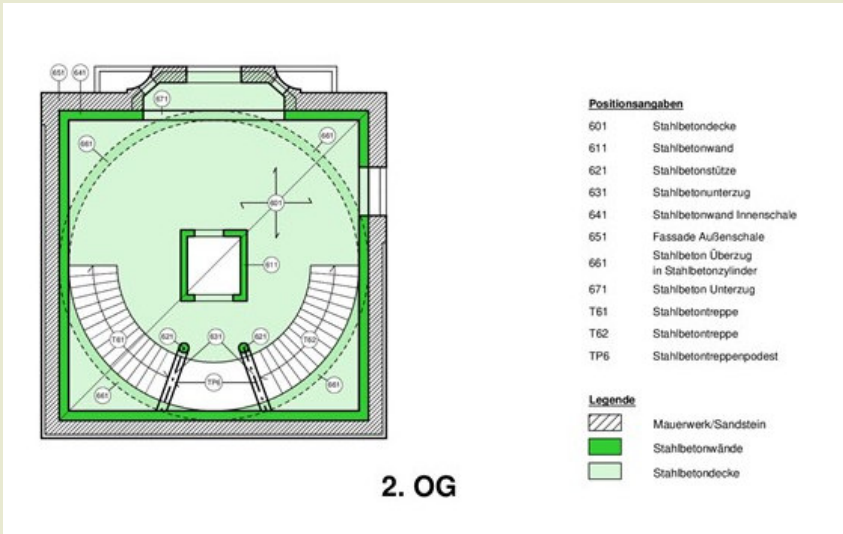 651 641
671
661 661
601
611
621 631 621
T61 T62
TP6
661 661
2. OG
Positionsangaben
601 Stahlbetondecke
611 Stahlbetonwand
621 Stahlbetonstütze
631 Stahlbetonunterzug
641 Stahlbetonwand Innenschale
651 Fassade Außenschale
661 Stahlbeton Überzug
in Stahlbetonzylinder
671 Stahlbeton Unterzug
T61 Stahlbetontreppe
T62 Stahlbetontreppe
TP6 Stahlbetontreppenpodest
Legende
Mauerwerk/Sandstein
Stahlbetonwände
Stahlbetondecke